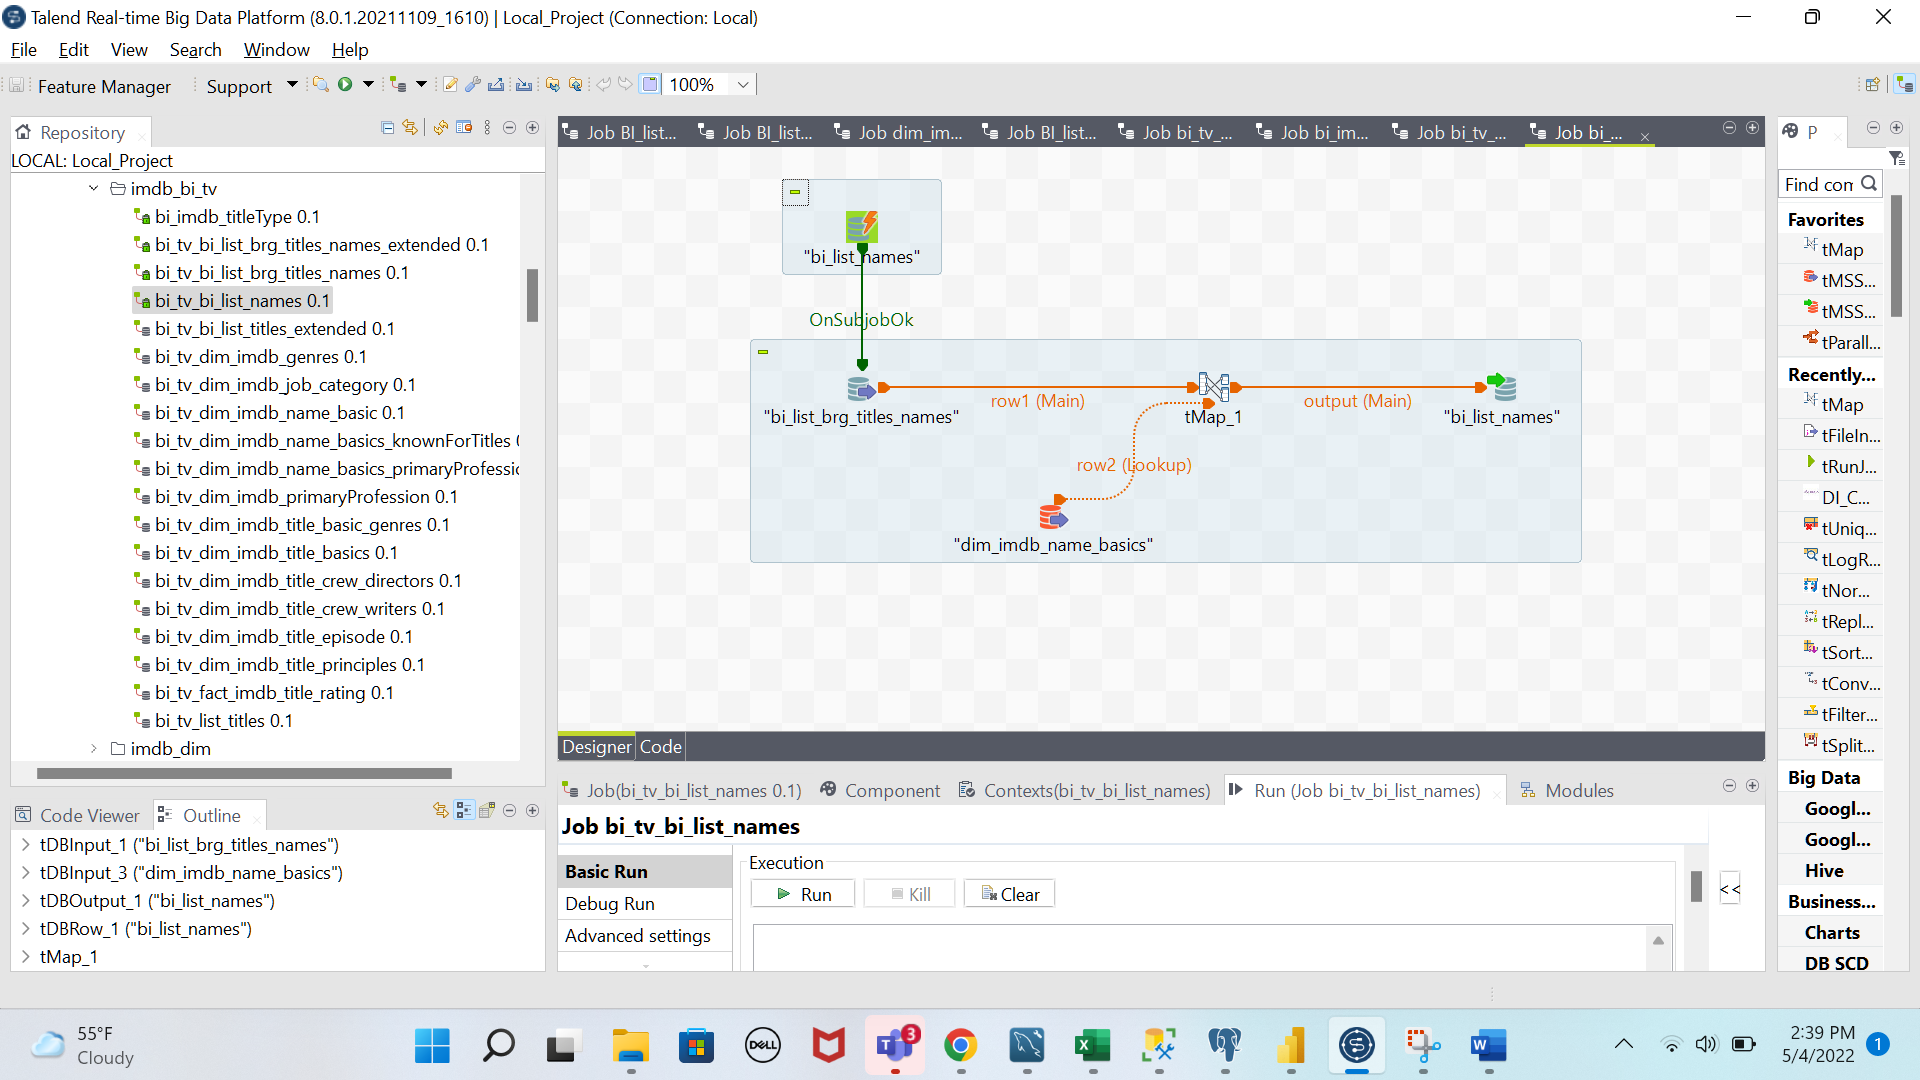 Talend Real-time Big Data Platform (8.0.1.20211109_1610) | Local_Project (Connection: Local)
File Edit View Search Window Help
Feature Manager Support 100%
Repository
LOCAL: Local_Project
imdb_bi_tv
bi_imdb_titleType 0.1
bi_tv_bi_list_brg_titles_names_extended 0.1
bi_tv_bi_list_brg_titles_names 0.1
bi_tv_bi_list_names 0.1
bi_tv_bi_list_titles_extended 0.1
bi_tv_dim_imdb_genres 0.1
bi_tv_dim_imdb_job_category 0.1
bi_tv_dim_imdb_name_basic 0.1
bi_tv_dim_imdb_name_basics_knownForTitles
bi_tv_dim_imdb_name_basics_primaryProfessio
bi_tv_dim_imdb_primaryProfession 0.1
bi_tv_dim_imdb_title_basic_genres 0.1
bi_tv_dim_imdb_title_basics 0.1
bi_tv_dim_imdb_title_crew_directors 0.1
bi_tv_dim_imdb_title_crew_writers 0.1
bi_tv_dim_imdb_title_episode 0.1
bi_tv_dim_imdb_title_principles 0.1
bi_tv_fact_imdb_title_rating 0.1
bi_tv_list_titles 0.1
imdb_dim
Code Viewer Outline
tDBInput_1 ("bi_list_brg_titles_names")
tDBInput_3 ("dim_imdb_name_basics")
tDBOutput_1 ("bi_list_names")
tDBRow_1 ("bi_list_names")
tMap_1
Job BI_list... Job BI_list... Job dim_im... Job BI_list... Job bi_tv_... Job bi_im... Job bi_tv_... Job bi_...
"bi_list_names"
OnSubjobOk
row1 (Main)
output (Main)
"bi_list_brg_titles_names"
tMap_1
"bi_list_names"
row2 (Lookup)
"dim_imdb_name_basics"
Designer Code
Job(bi_tv_bi_list_names 0.1) Component Contexts(bi_tv_bi_list_names) Run (Job bi_tv_bi_list_names) Modules
Job bi_tv_bi_list_names
Basic Run
Debug Run
Advanced settings
Execution
Run Kill Clear
<<
P
Find con
Favorites
tMap
tMSS...
tMSS...
tParall...
Recently...
tMap
tFileIn...
tRunJ...
DI_C...
tUniq...
tLogR...
tNor...
tRepl...
tSort...
tConv...
tFilter...
tSplit...
Big Data
Googl...
Googl...
Hive
Business...
Charts
DB SCD
55°F
Cloudy
DELL
3
2:39 PM
5/4/2022
1